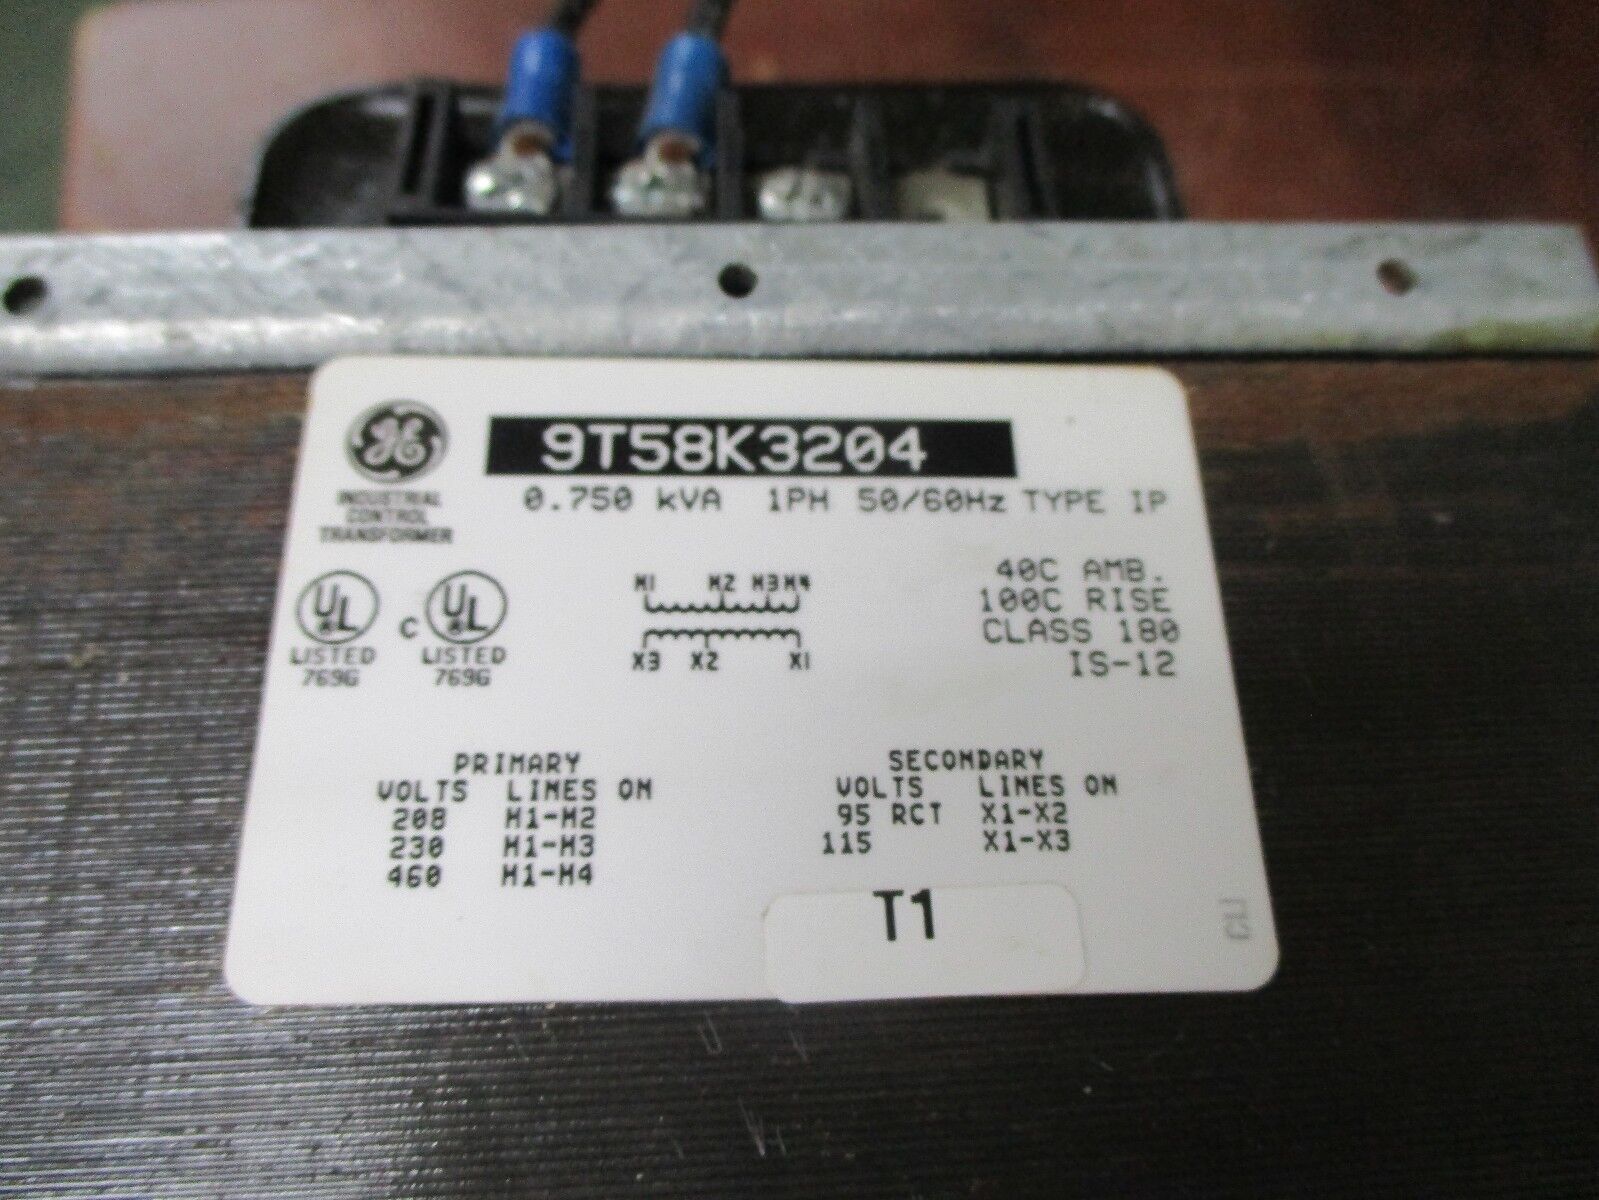 GE
9T58K3204
0.750 kVA 1PH 50/60Hz TYPE IP
INDUSTRIAL
CONTROL
TRANSFORMER
UL
LISTED
769G
C UL
LISTED
769G
H1 H2 H3 H4
X3 X2 X1
40C AMB.
100C RISE
CLASS 180
IS-12
PRIMARY
VOLTS LINES ON
208 H1-H2
230 H1-H3
460 H1-H4
SECONDARY
VOLTS LINES ON
95 RCT X1-X2
115 X1-X3
T1